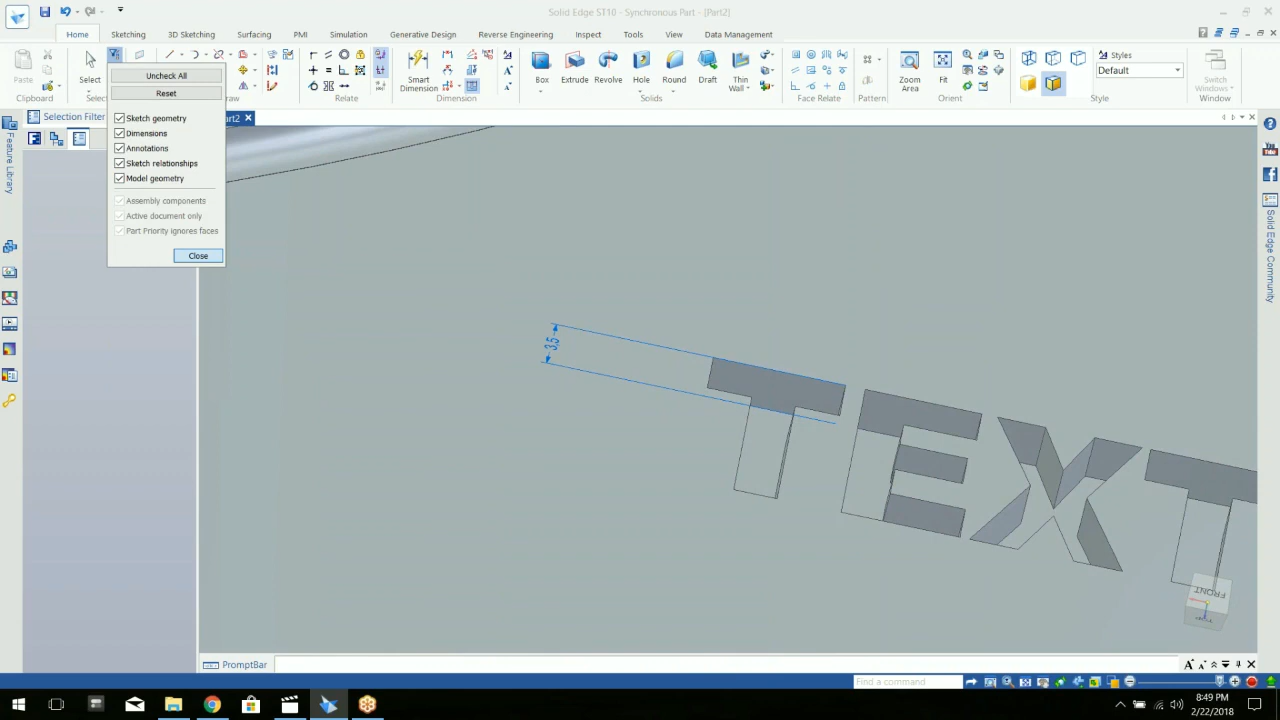 Solid Edge ST10 - Synchronous Part - [Part2]
Home Sketching 3D Sketching Surfacing PMI Simulation Generative Design Reverse Engineering Inspect Tools View Data Management
Paste
Select
Smart
Dimension
Box
Extrude
Revolve
Hole
Round
Draft
Thin
Wall
Zoom
Area
Fit
Styles
Default
Switch
Windows
Clipboard
Relate
Dimension
Solids
Face Relate
Pattern
Orient
Style
Window
Uncheck All
Reset
Sketch geometry
Dimensions
Annotations
Sketch relationships
Model geometry
Assembly components
Active document only
Part Priority ignores faces
Close
Selection Filter
Feature Library
Solid Edge Community
You
3,5
TEXT
FRONT
PromptBar
Find a command
8:49 PM
2/22/2018